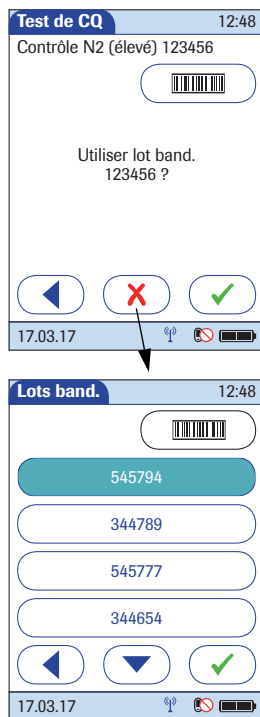 Test de CQ 12:48
Contrôle N2 (élevé) 123456
Utiliser lot band.
123456 ?
17.03.17
Lots band. 12:48
545794
344789
545777
344654
17.03.17